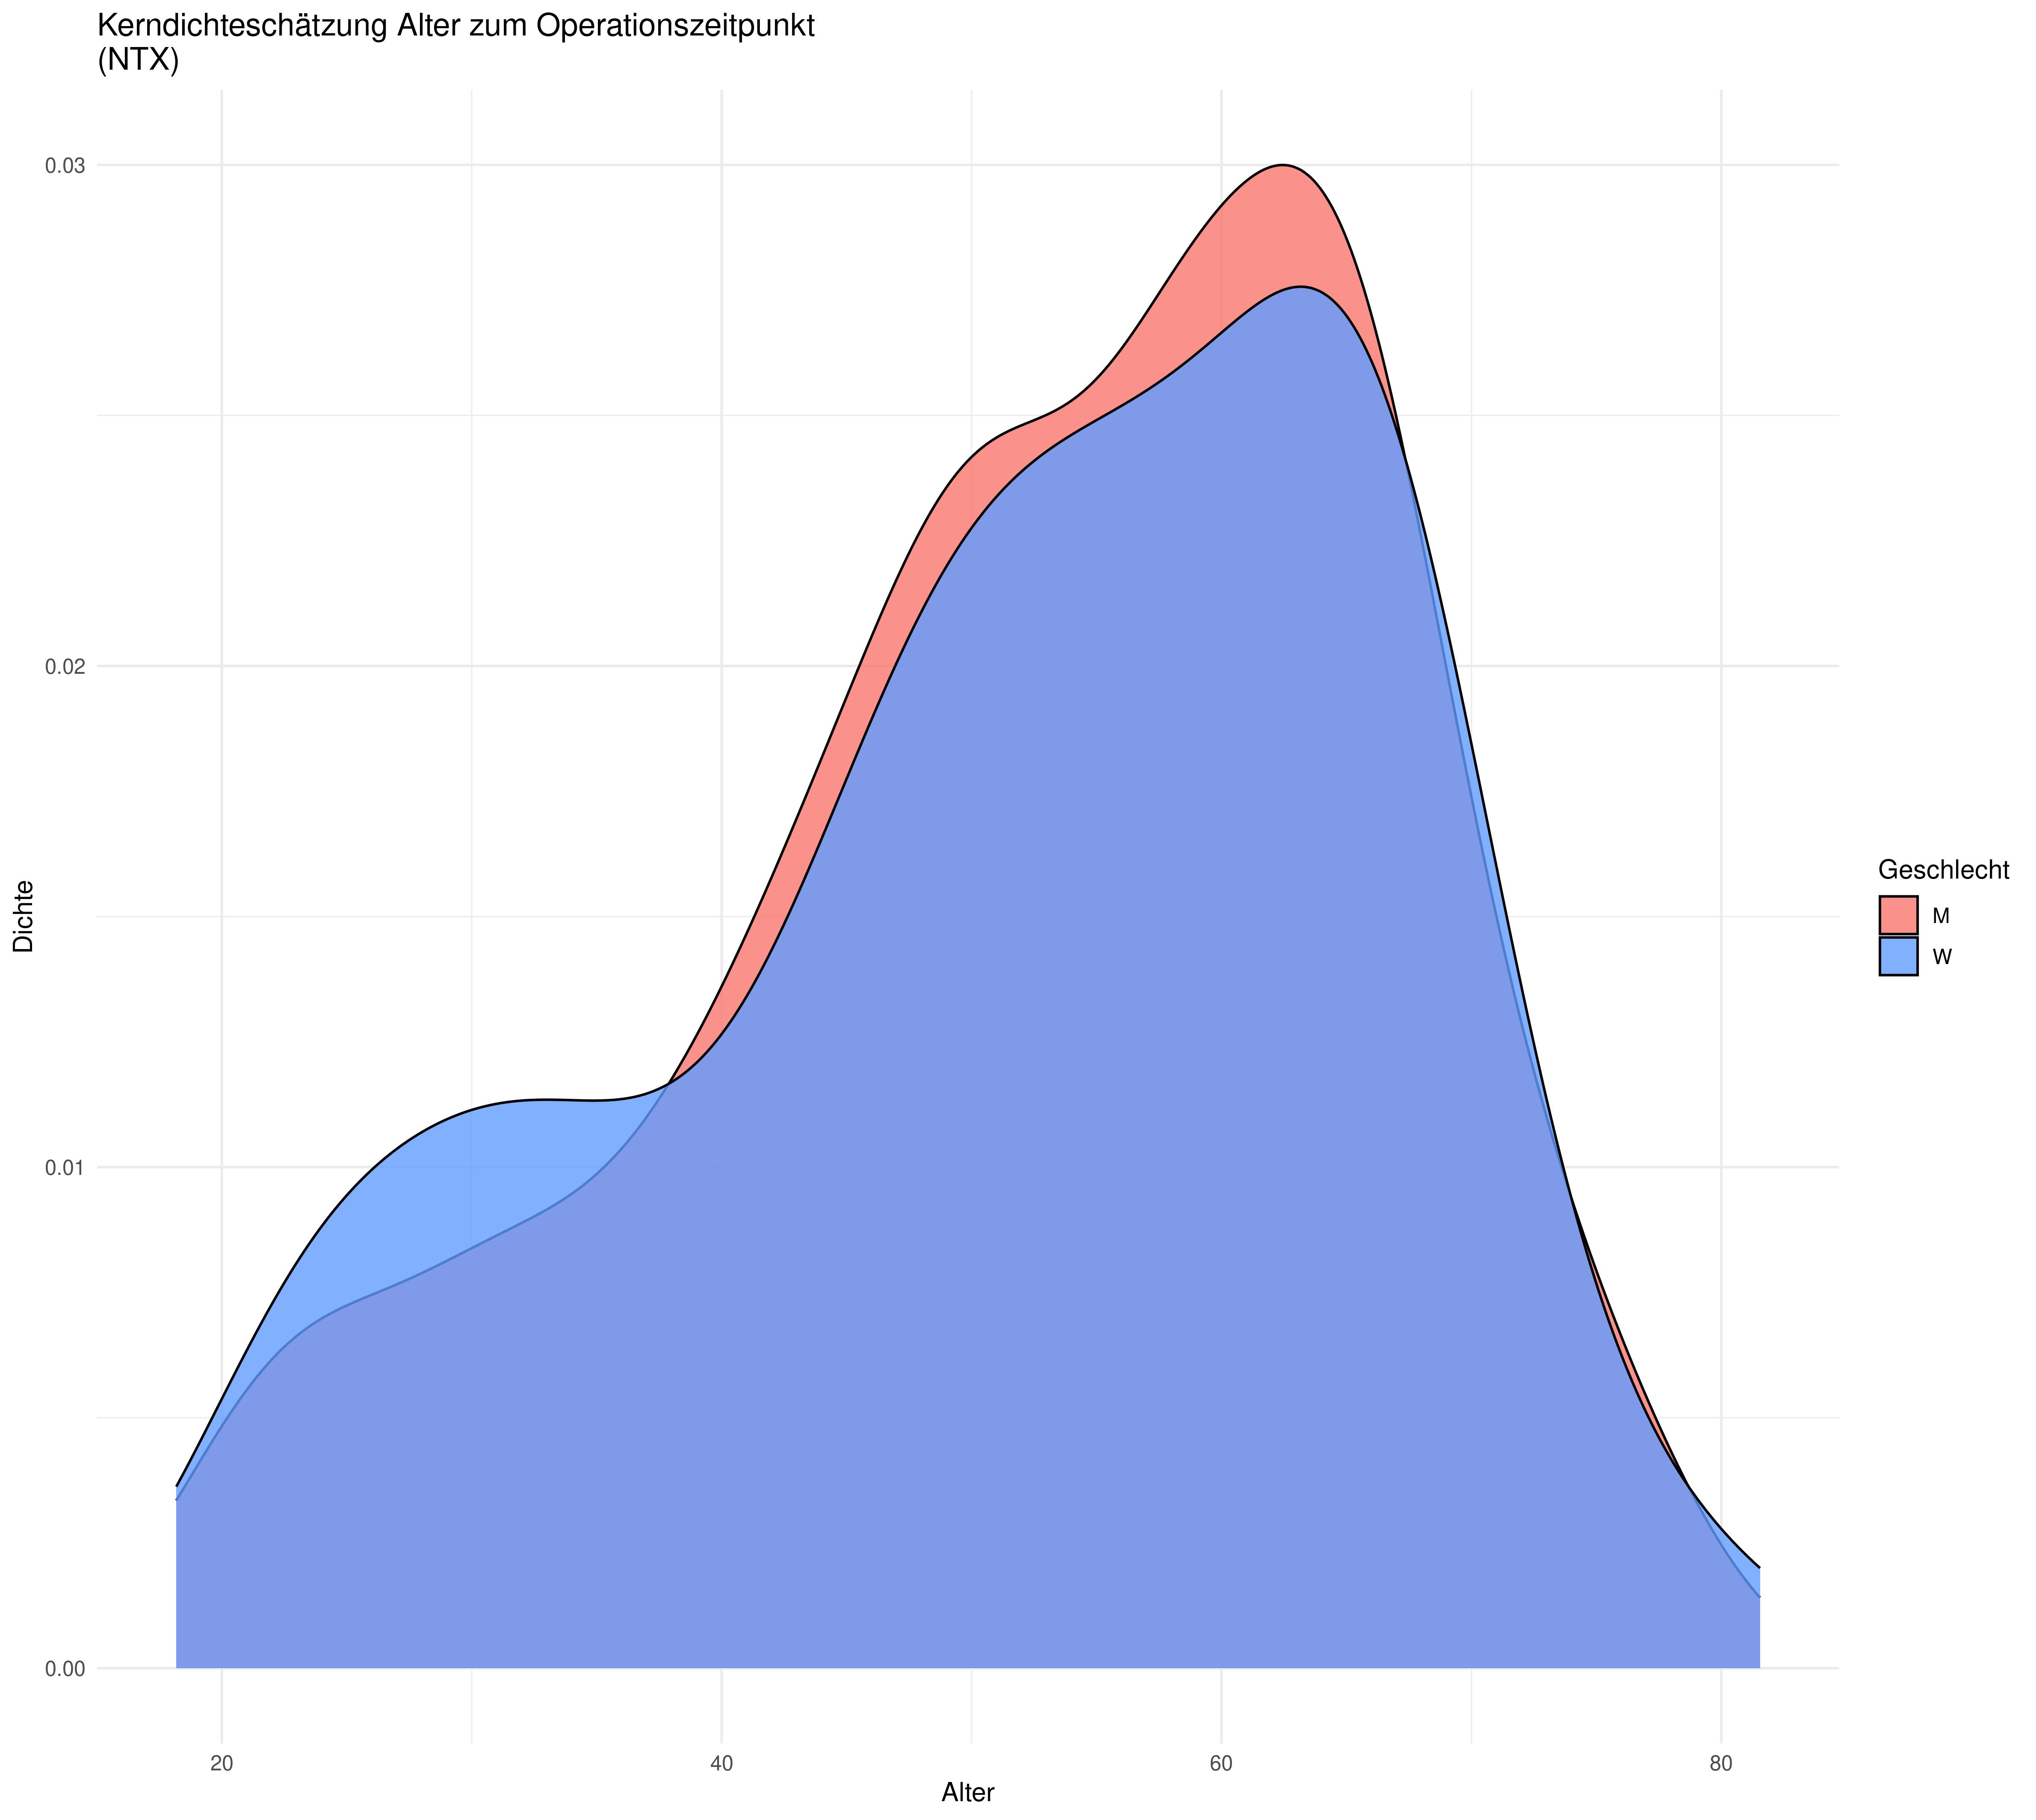 Kerndichteschätzung Alter zum Operationszeitpunkt
(NTX)
0.03
0.02
0.01
0.00
Dichte
20 40 60 80
Alter
Geschlecht
M
W